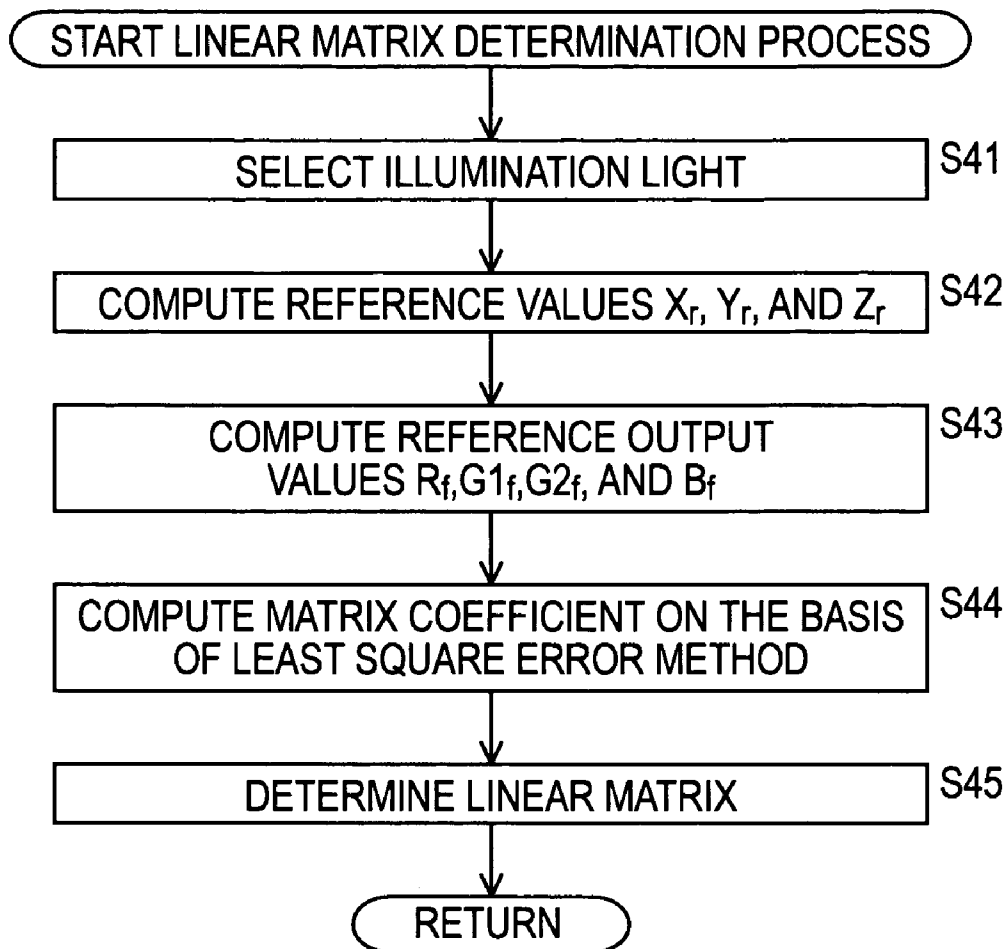 START LINEAR MATRIX DETERMINATION PROCESS
SELECT ILLUMINATION LIGHT
S41
COMPUTE REFERENCE VALUES Xr, Yr, AND Zr
S42
COMPUTE REFERENCE OUTPUT
VALUES Rf,G1f,G2f, AND Bf
S43
COMPUTE MATRIX COEFFICIENT ON THE BASIS
OF LEAST SQUARE ERROR METHOD
S44
DETERMINE LINEAR MATRIX
S45
RETURN